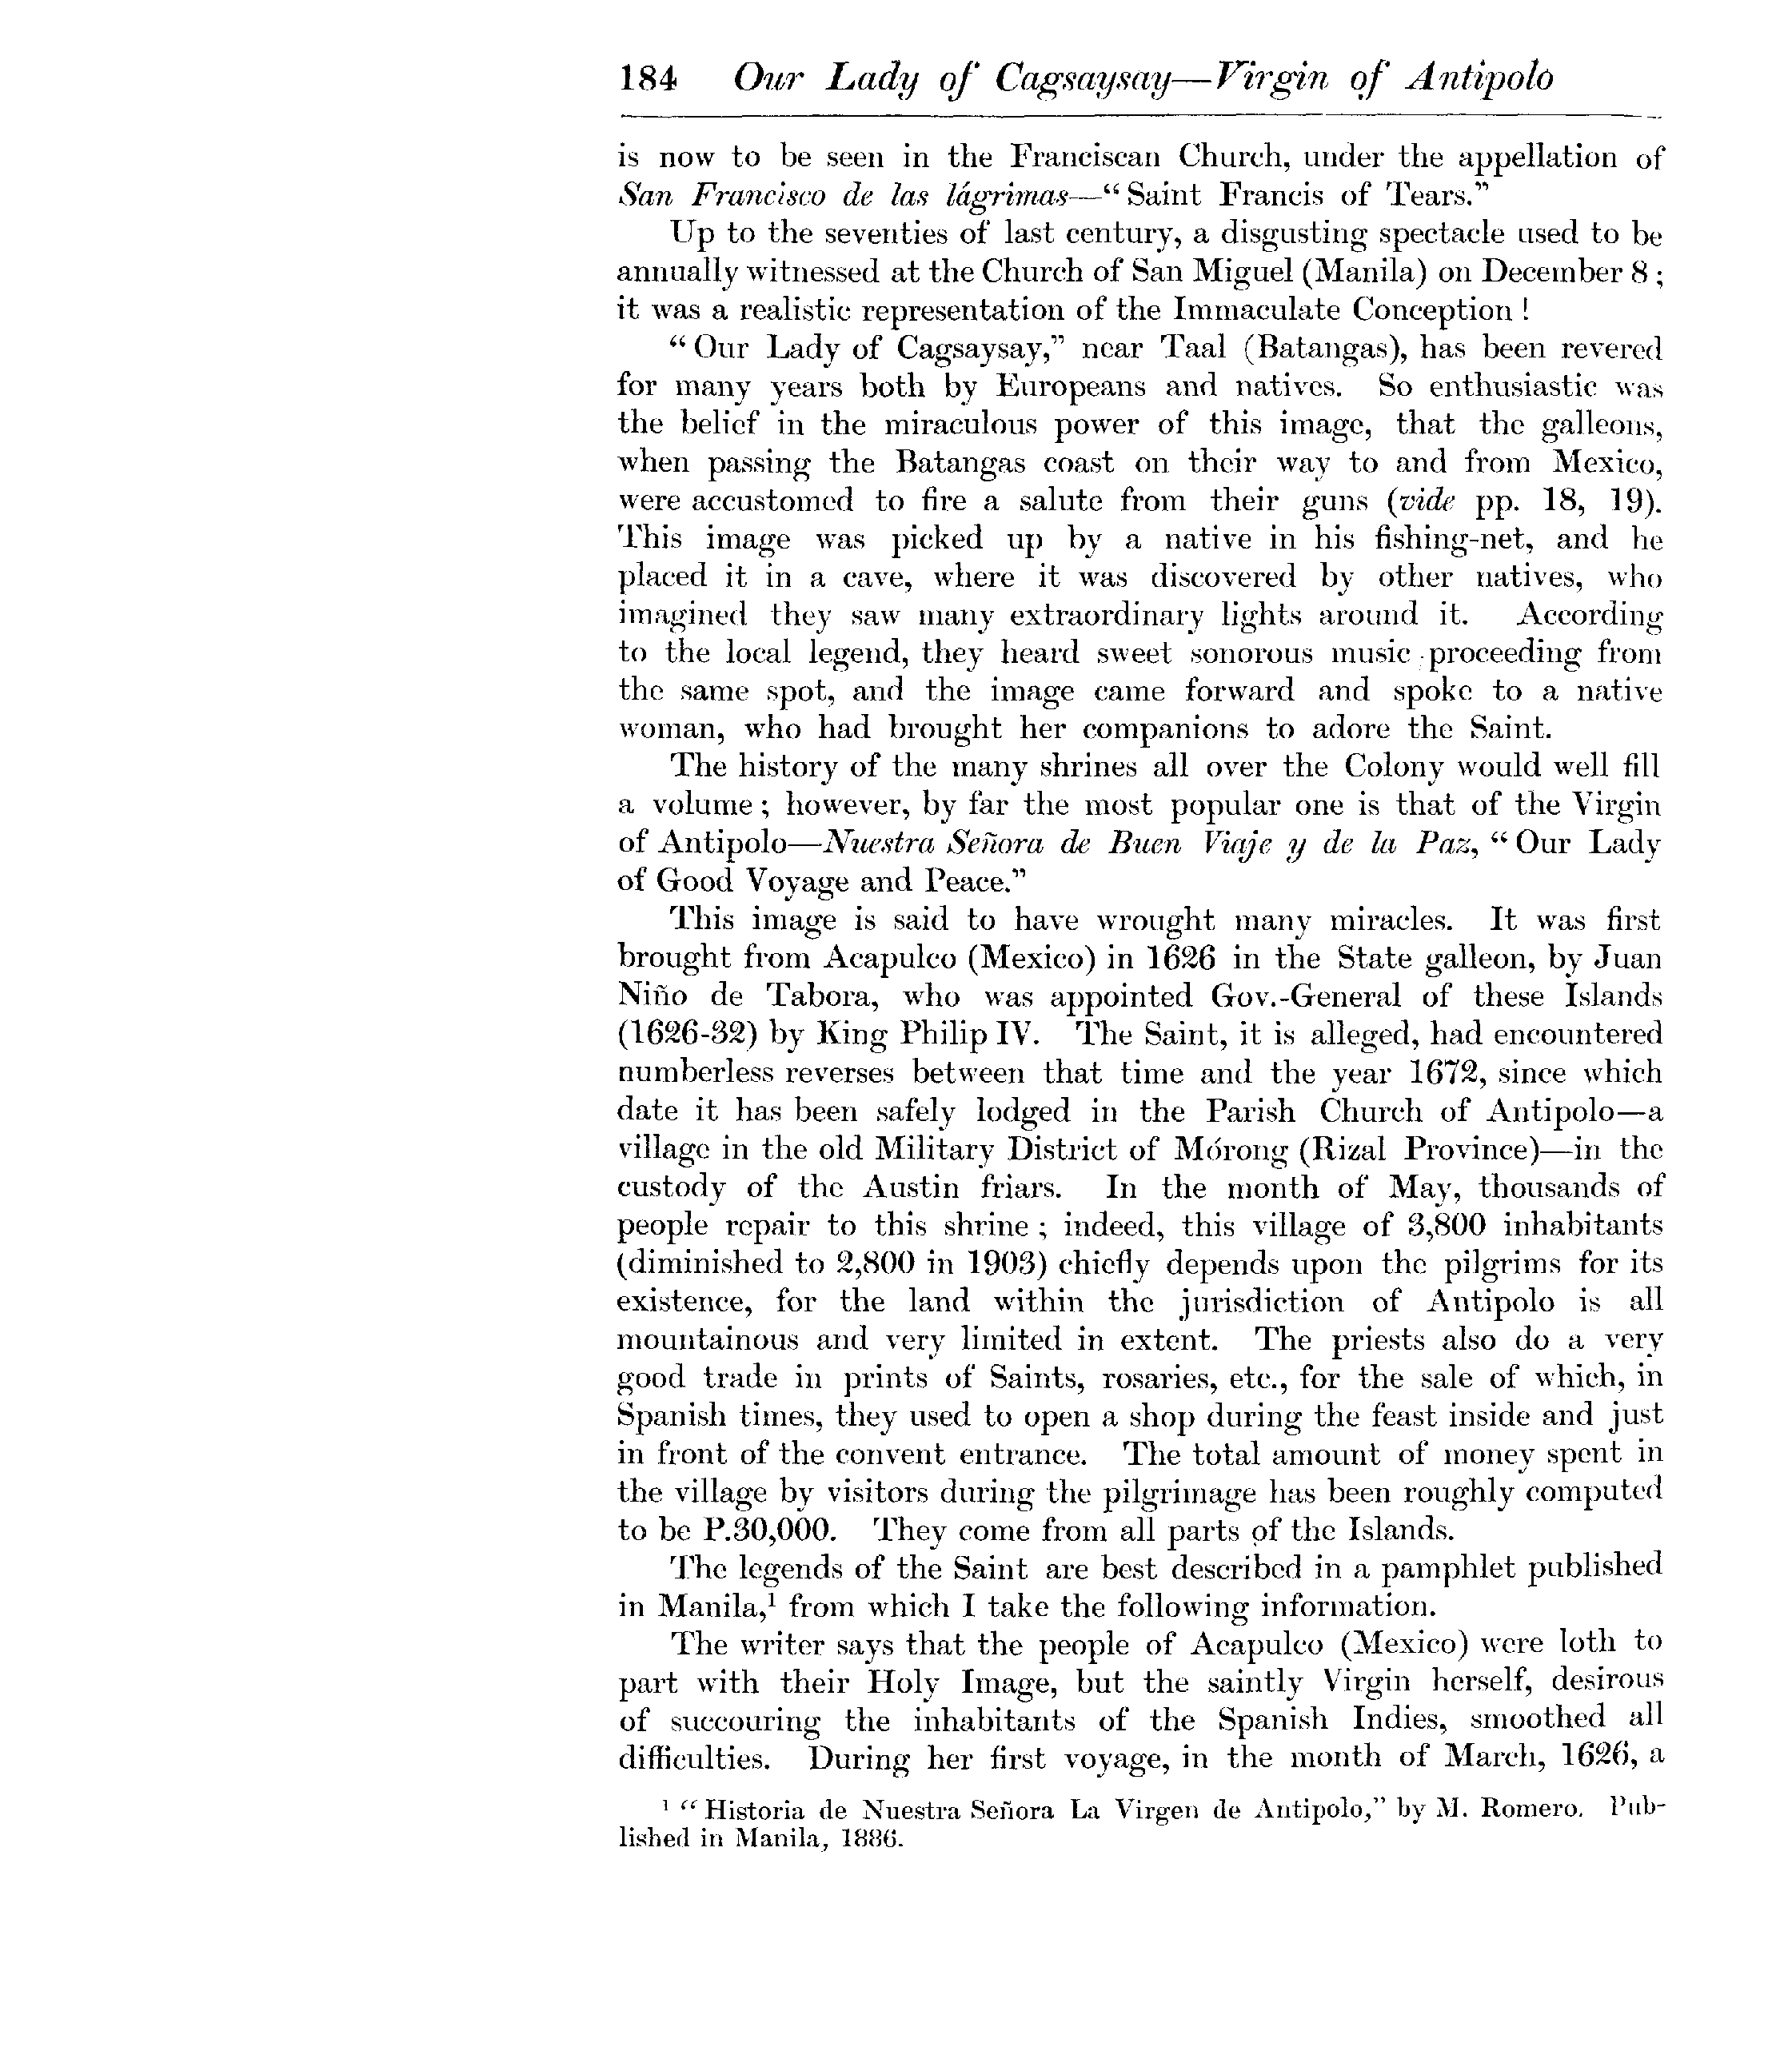 184 Our Lady of Cagsaysay—Virgin of Antipolo
is now to be seen in the Franciscan Church, under the appellation of
San Francisco de las lágrimas—“Saint Francis of Tears.”
Up to the seventies of last century, a disgusting spectacle used to be
annually witnessed at the Church of San Miguel (Manila) on December 8;
it was a realistic representation of the Immaculate Conception!
“Our Lady of Cagsaysay,” near Taal (Batangas), has been revered
for many years both by Europeans and natives. So enthusiastic was
the belief in the miraculous power of this image, that the galleons,
when passing the Batangas coast on their way to and from Mexico,
were accustomed to fire a salute from their guns (vide pp. 18, 19).
This image was picked up by a native in his fishing-net, and he
placed it in a cave, where it was discovered by other natives, who
imagined they saw many extraordinary lights around it. According
to the local legend, they heard sweet sonorous music proceeding from
the same spot, and the image came forward and spoke to a native
woman, who had brought her companions to adore the Saint.
The history of the many shrines all over the Colony would well fill
a volume; however, by far the most popular one is that of the Virgin
of Antipolo—Nuestra Señora de Buen Viaje y de la Paz, “Our Lady
of Good Voyage and Peace.”
This image is said to have wrought many miracles. It was first
brought from Acapulco (Mexico) in 1626 in the State galleon, by Juan
Niño de Tabora, who was appointed Gov.-General of these Islands
(1626-32) by King Philip IV. The Saint, it is alleged, had encountered
numberless reverses between that time and the year 1672, since which
date it has been safely lodged in the Parish Church of Antipolo—a
village in the old Military District of Mórong (Rizal Province)—in the
custody of the Austin friars. In the month of May, thousands of
people repair to this shrine; indeed, this village of 3,800 inhabitants
(diminished to 2,800 in 1903) chiefly depends upon the pilgrims for its
existence, for the land within the jurisdiction of Antipolo is all
mountainous and very limited in extent. The priests also do a very
good trade in prints of Saints, rosaries, etc., for the sale of which, in
Spanish times, they used to open a shop during the feast inside and just
in front of the convent entrance. The total amount of money spent in
the village by visitors during the pilgrimage has been roughly computed
to be P.30,000. They come from all parts of the Islands.
The legends of the Saint are best described in a pamphlet published
in Manila,¹ from which I take the following information.
The writer says that the people of Acapulco (Mexico) were loth to
part with their Holy Image, but the saintly Virgin herself, desirous
of succouring the inhabitants of the Spanish Indies, smoothed all
difficulties. During her first voyage, in the month of March, 1626, a
¹ “Historia de Nuestra Señora La Virgen de Antipolo,” by M. Romero. Pub-
lished in Manila, 1886.